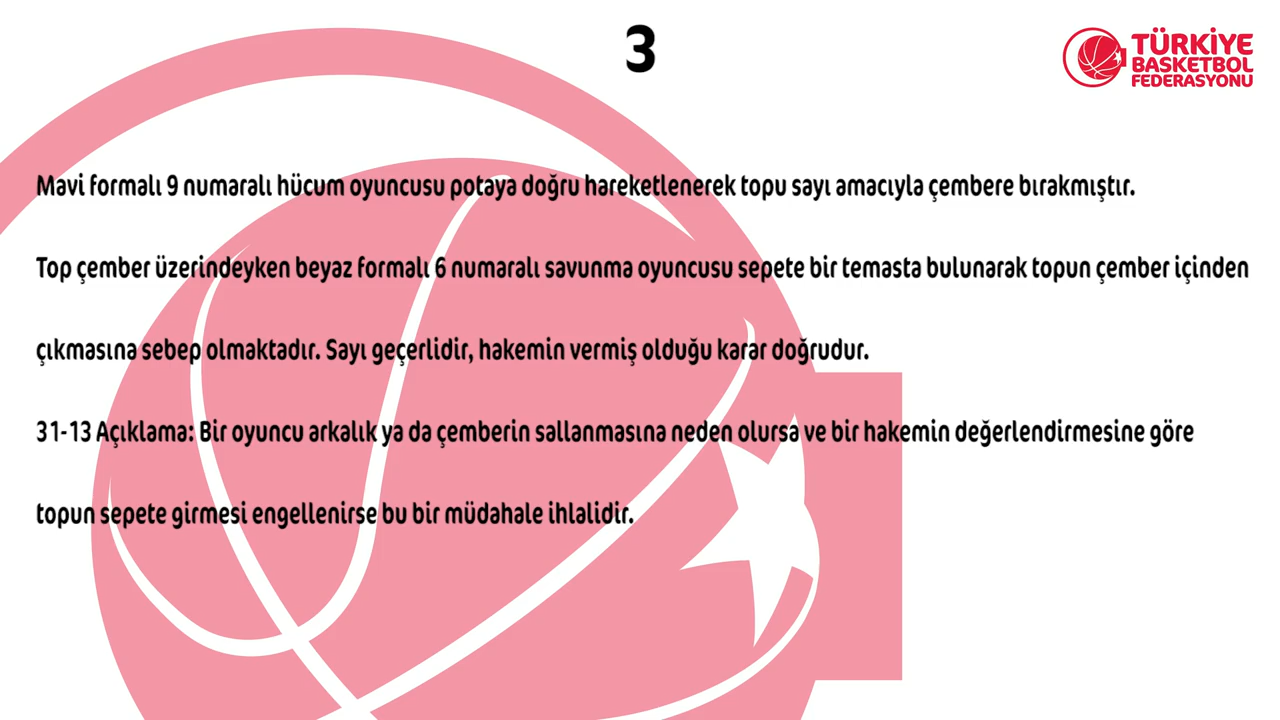 3
TÜRKİYE
BASKETBOL
FEDERASYONU
Mavi formalı 9 numaralı hücum oyuncusu potaya doğru hareketlenerek topu sayı amacıyla çembere bırakmıştır.
Top çember üzerindeyken beyaz formalı 6 numaralı savunma oyuncusu sepete bir temasta bulunarak topun çember içinden
çıkmasına sebep olmaktadır. Sayı geçerlidir, hakemin vermiş olduğu karar doğrudur.
31-13 Açıklama: Bir oyuncu arkalık ya da çemberin sallanmasına neden olursa ve bir hakemin değerlendirmesine göre
topun sepete girmesi engellenirse bu bir müdahale ihlalidir.